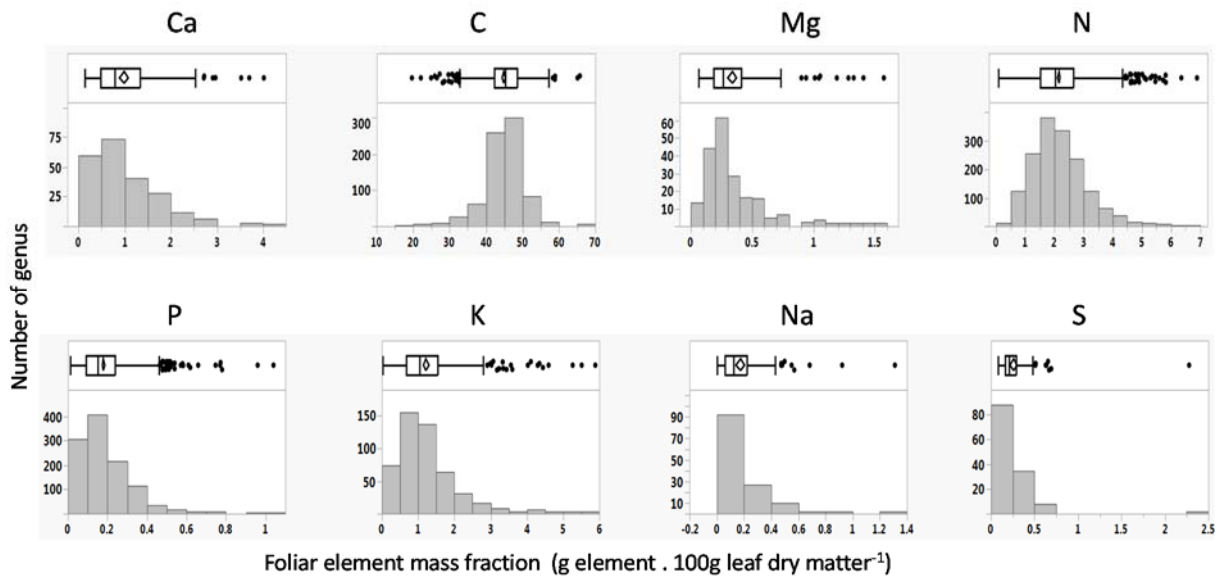 Ca C Mg N
75 50 25
300 200 100
60 50 40 30 20 10
300 200 100
0 1 2 3 4
10 20 30 40 50 60 70
0 0.5 1 1.5
0 1 2 3 4 5 6 7
Number of genus
P K Na S
400 300 200 100
150 100 50
90 70 50 30 10
80 60 40 20
0 0.2 0.4 0.6 0.8 1
0 1 2 3 4 5 6
-0.2 0 0.2 0.4 0.6 0.8 1 1.2 1.4
0 0.5 1 1.5 2 2.5
Foliar element mass fraction (g element . 100g leaf dry matter⁻¹)